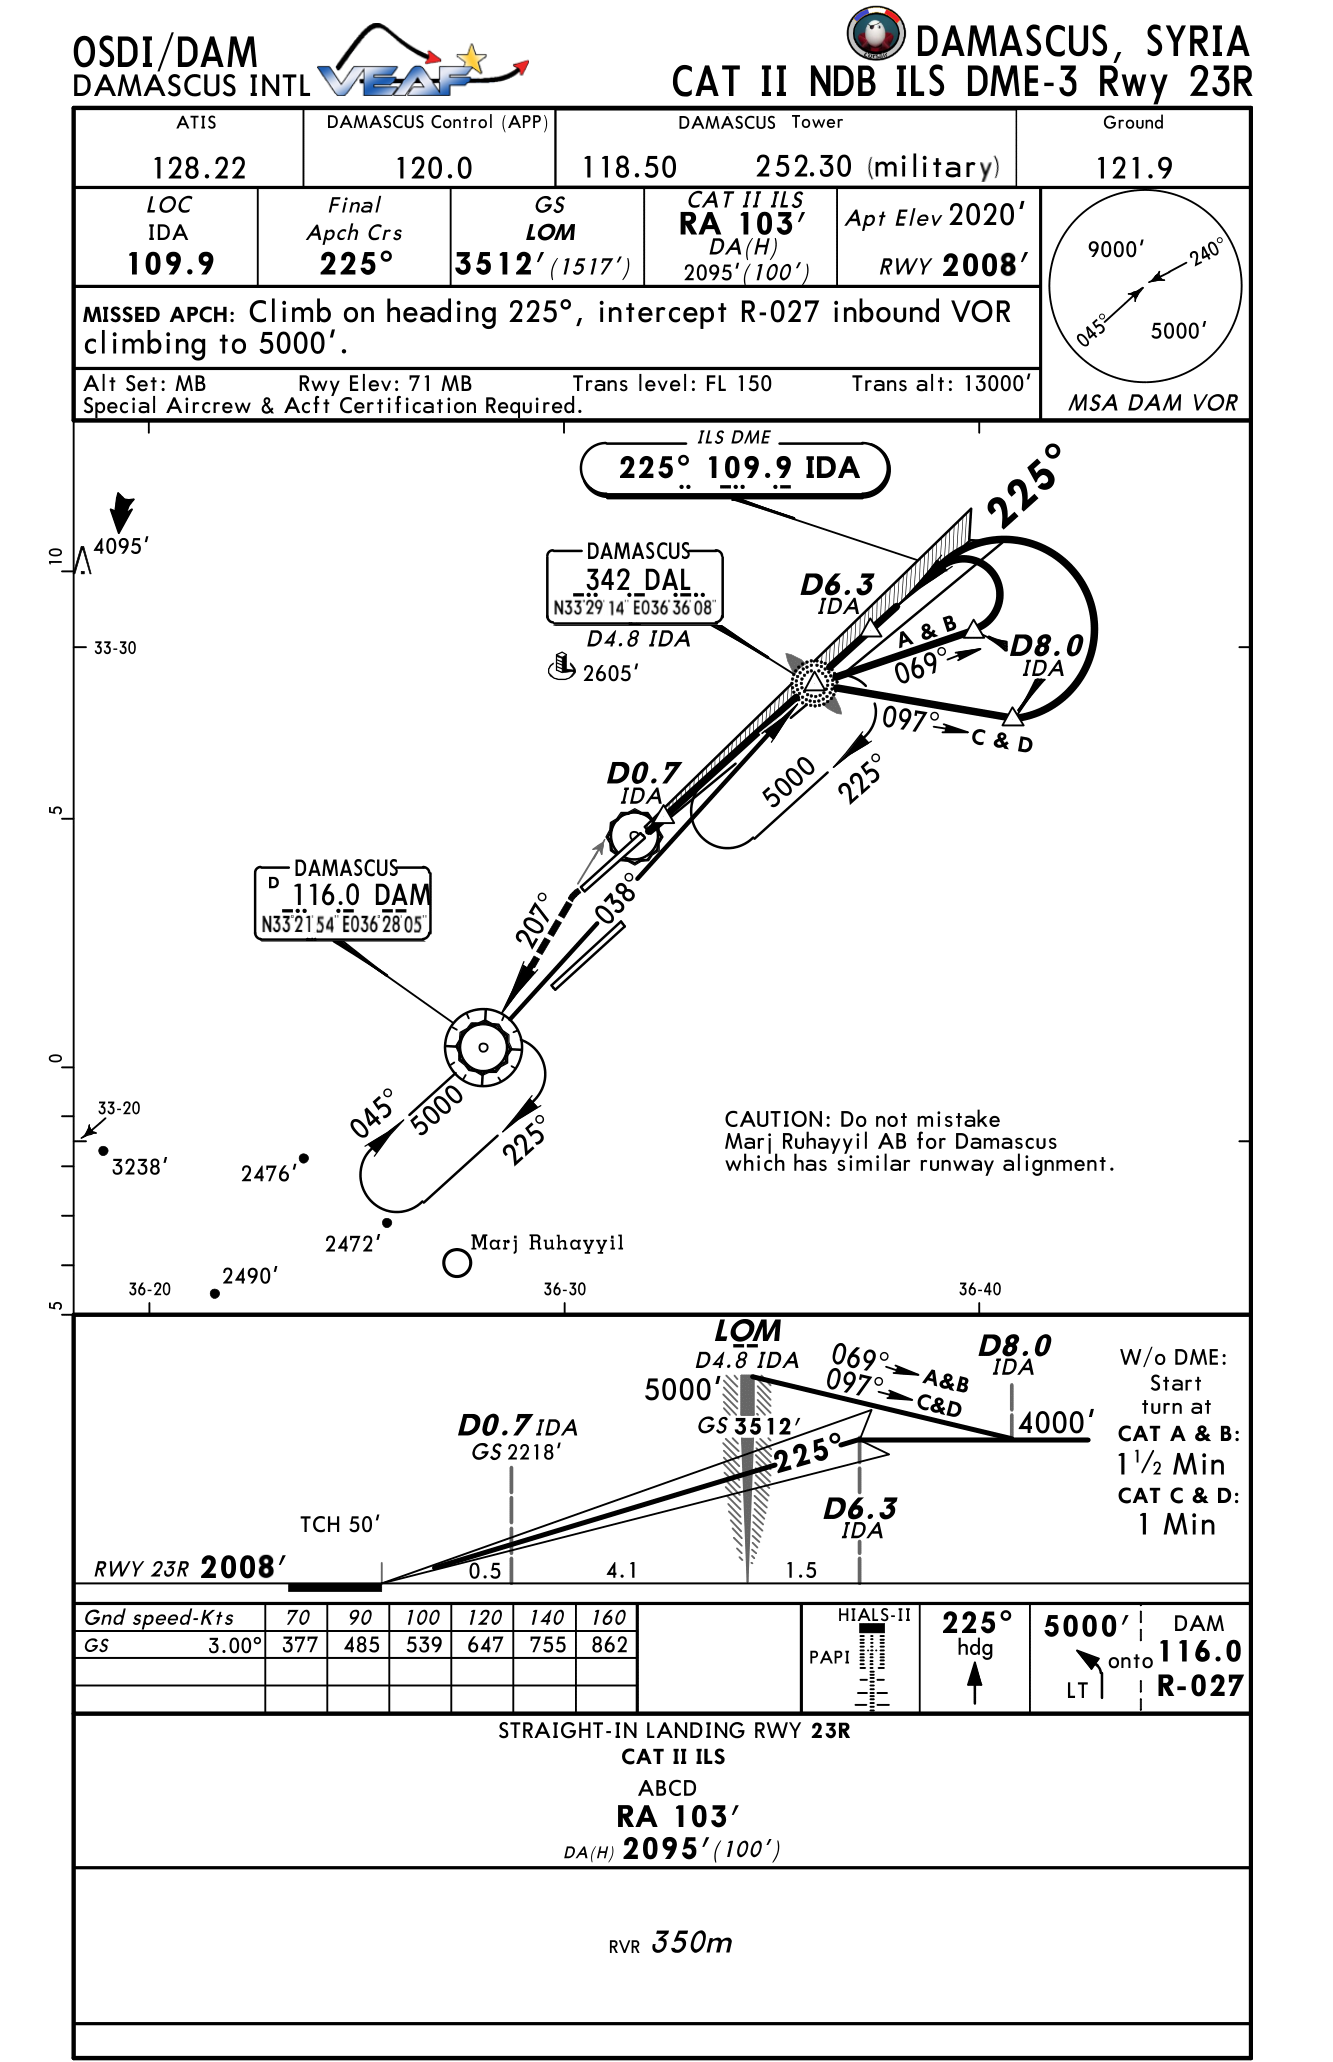 OSDI/DAM
DAMASCUS INTL
VEAF
DAMASCUS, SYRIA
CAT II NDB ILS DME-3 Rwy 23R
ATIS
128.22
DAMASCUS Control (APP)
120.0
DAMASCUS Tower
118.50 252.30 (military)
Ground
121.9
LOC
IDA
109.9
Final
Apch Crs
225°
GS
LOM
3512' (1517')
CAT II ILS
RA 103'
DA(H)
2095' (100')
Apt Elev 2020'
RWY 2008'
9000'
240°
045°
5000'
MSA DAM VOR
MISSED APCH: Climb on heading 225°, intercept R-027 inbound VOR
climbing to 5000'.
Alt Set: MB Rwy Elev: 71 MB Trans level: FL 150 Trans alt: 13000'
Special Aircrew & Acft Certification Required.
ILS DME
225° 109.9 IDA
225°
4095'
10
DAMASCUS
342 DAL
N33°29'14" E036°36'08"
D4.8 IDA
D6.3
IDA
A & B
069°
D8.0
IDA
33-30
2605'
097°
C & D
5000
225°
D0.7
IDA
5
DAMASCUS
D 116.0 DAM
N33°21'54" E036°28'05"
207°
038°
0
045°
5000
225°
33-20
3238'
2476'
CAUTION: Do not mistake
Marj Ruhayyil AB for Damascus
which has similar runway alignment.
2472'
Marj Ruhayyil
2490'
5
36-20
36-30
36-40
LOM
D4.8 IDA
5000'
069°
A&B
097°
C&D
D8.0
IDA
4000'
W/o DME:
Start
turn at
CAT A & B:
1 1/2 Min
CAT C & D:
1 Min
D0.7 IDA
GS 2218'
GS 3512'
225°
D6.3
IDA
TCH 50'
RWY 23R 2008'
0.5
4.1
1.5
Gnd speed-Kts 70 90 100 120 140 160
GS 3.00° 377 485 539 647 755 862
HIALS-II
PAPI
225°
hdg
5000'
LT
onto
DAM
116.0
R-027
STRAIGHT-IN LANDING RWY 23R
CAT II ILS
ABCD
RA 103'
DA(H) 2095' (100')
RVR 350m